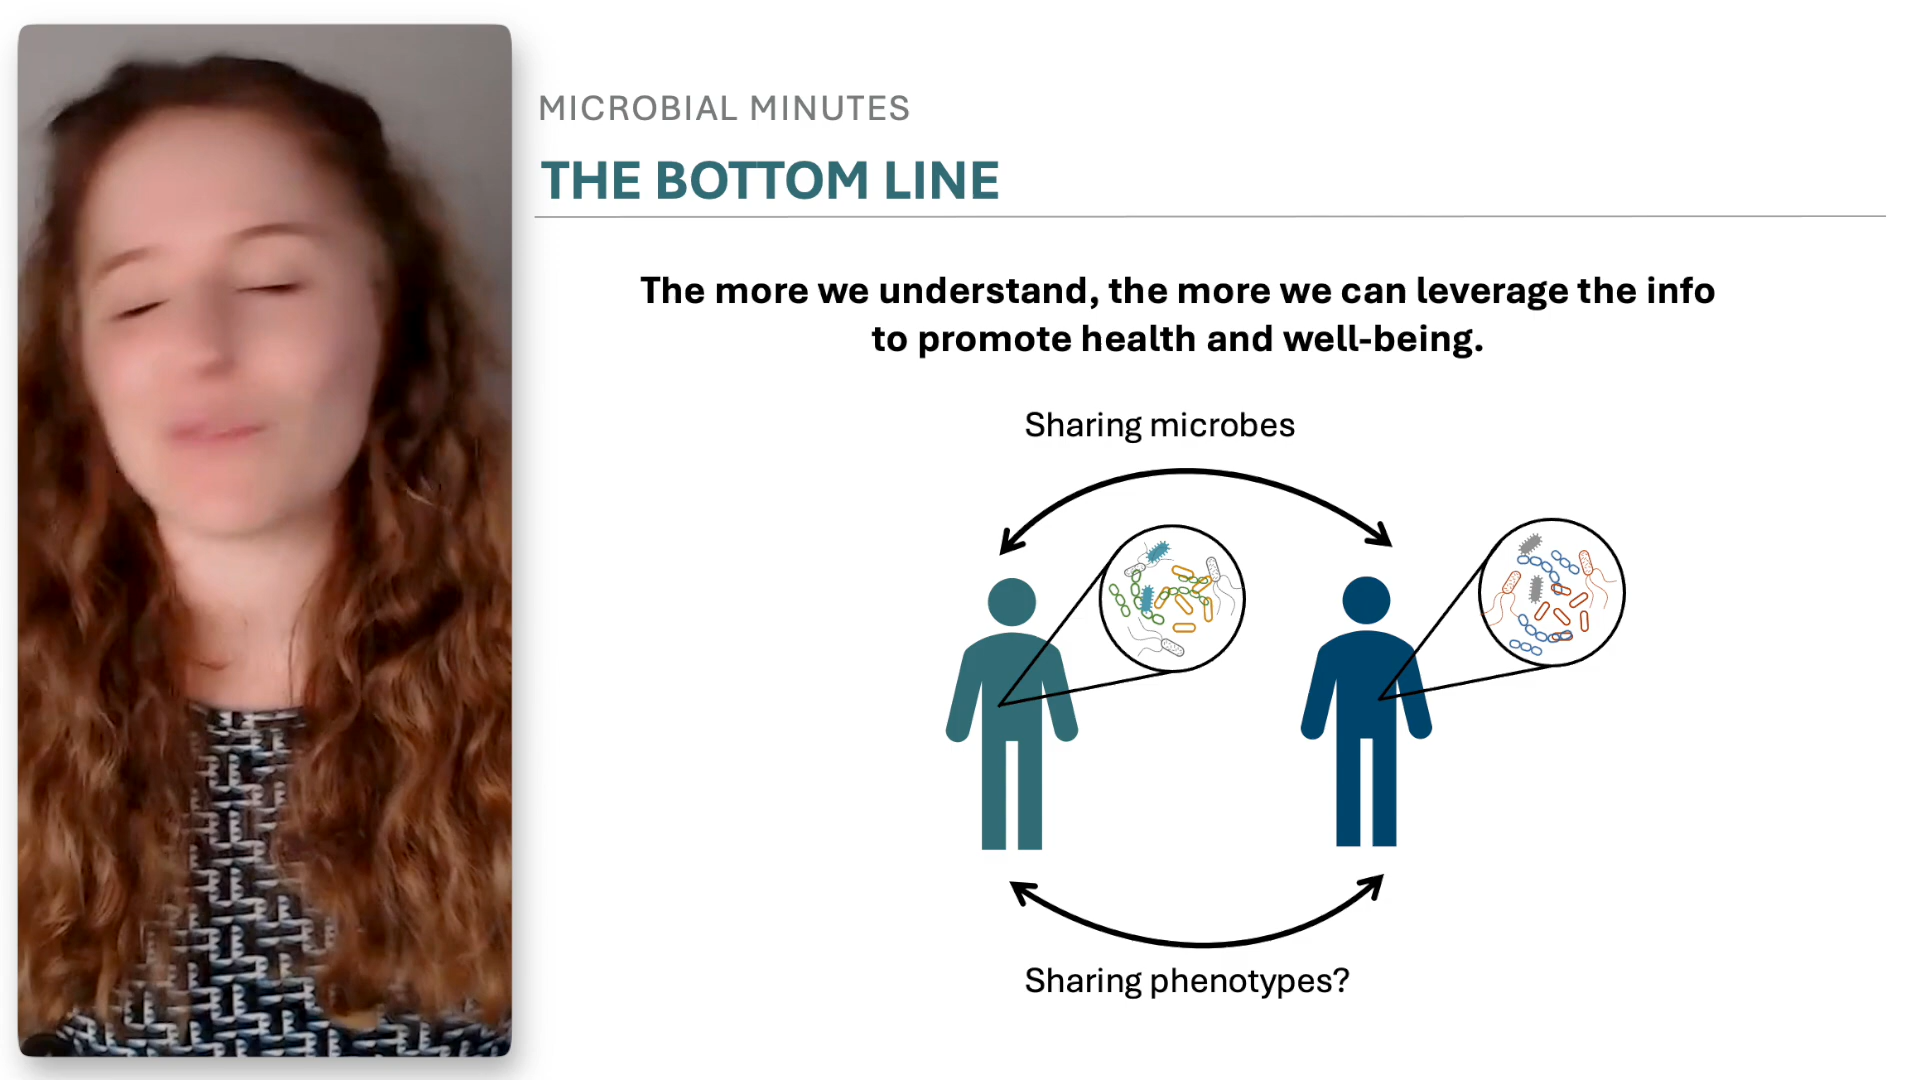 MICROBIAL MINUTES
THE BOTTOM LINE
The more we understand, the more we can leverage the info
to promote health and well-being.
Sharing microbes
Sharing phenotypes?